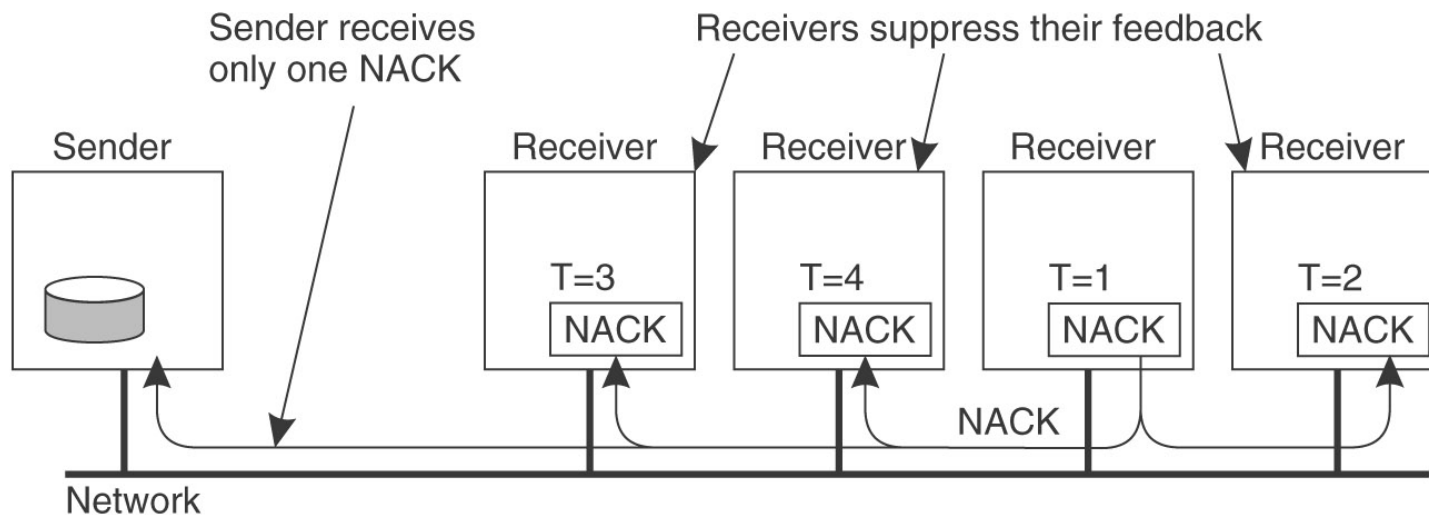 Sender receives
only one NACK
Receivers suppress their feedback
Sender
Receiver
Receiver
Receiver
Receiver
T=3
T=4
T=1
T=2
NACK
NACK
NACK
NACK
NACK
Network